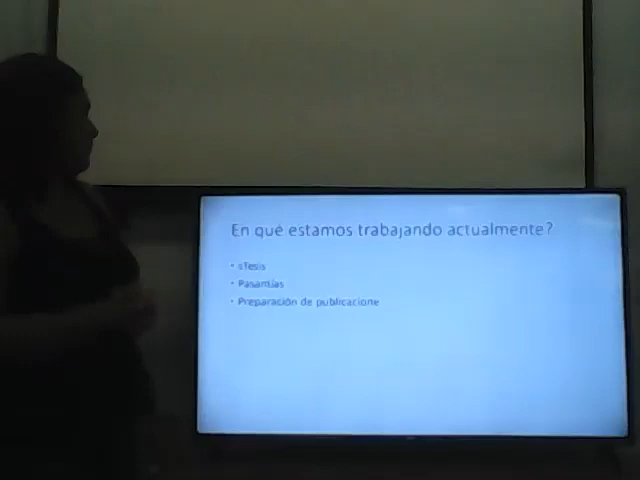 En qué estamos trabajando actualmente?
• sTesis
• Pasantías
• Preparación de publicacione